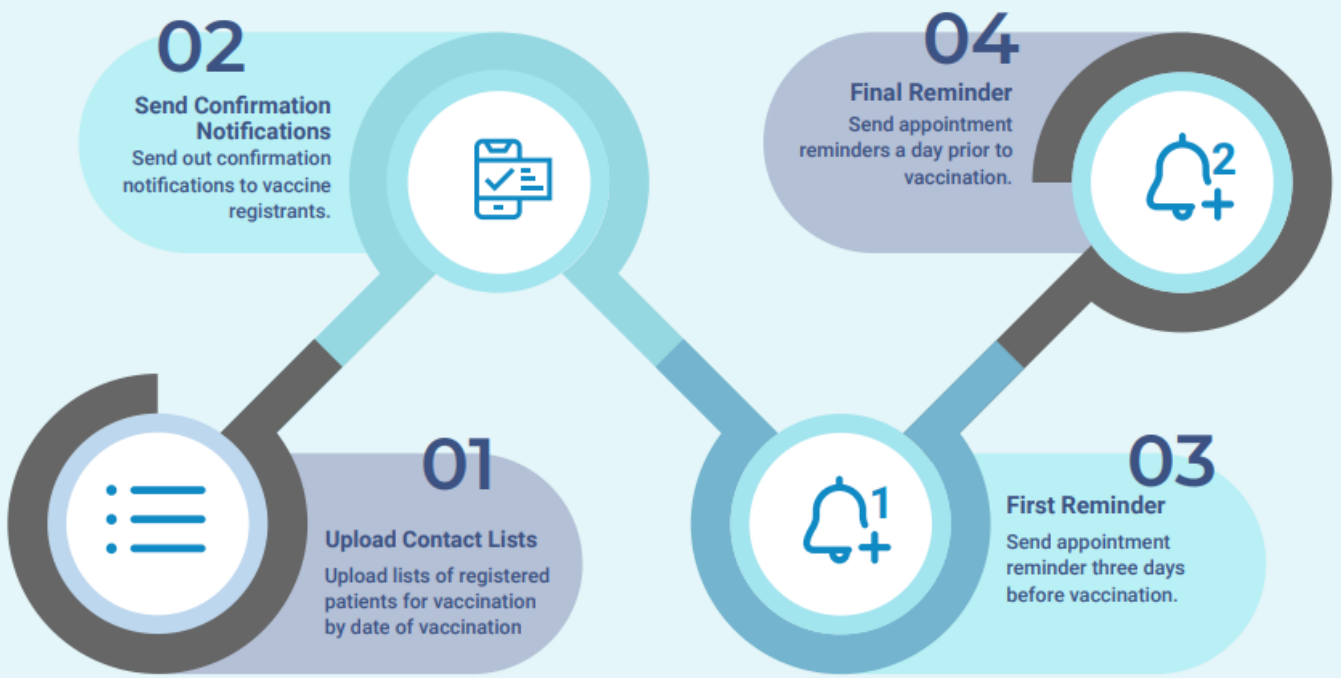 01
Upload Contact Lists
Upload lists of registered
patients for vaccination
by date of vaccination
02
Send Confirmation
Notifications
Send out confirmation
notifications to vaccine
registrants.
1
03
First Reminder
Send appointment
reminder three days
before vaccination.
04
Final Reminder
Send appointment
reminders a day prior to
vaccination.
2